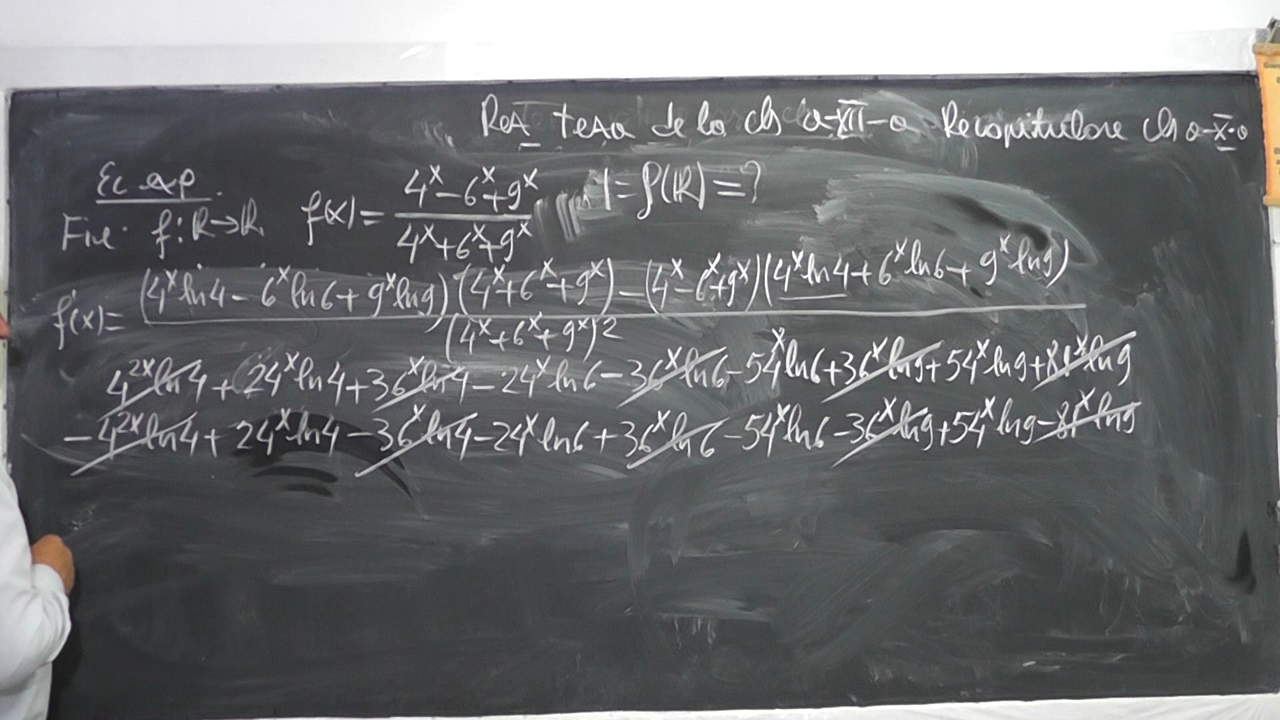 Rez teza de la cls a-XII-a Recapitulare cls a-X-a
Ec exp.
Fie f:R→R f(x)= (4^x-6^x+9^x)/(4^x+6^x+9^x) I=f(R)=?
f'(x)= ((4^x ln4 - 6^x ln6 + 9^x ln9)(4^x+6^x+9^x) - (4^x-6^x+9^x)(4^x ln4+6^x ln6+9^x ln9))/(4^x+6^x+9^x)^2
4^2x ln4 + 24^x ln4 + 36^x ln4 - 24^x ln6 - 36^x ln6 - 54^x ln6 + 36^x ln9 + 54^x ln9 + 81^x ln9
- 4^2x ln4 + 24^x ln4 - 36^x ln4 - 24^x ln6 + 36^x ln6 - 54^x ln6 - 36^x ln9 + 54^x ln9 - 81^x ln9